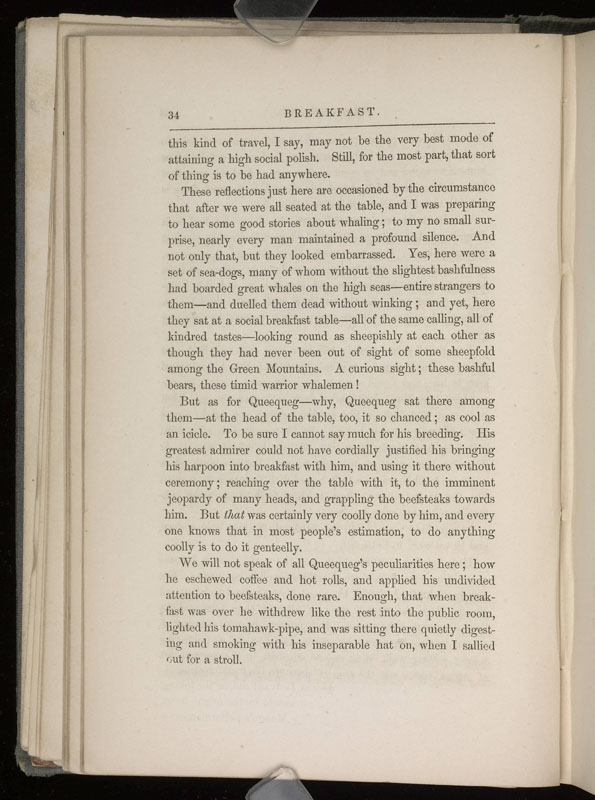 34
BREAKFAST.
this kind of travel, I say, may not be the very best mode of
attaining a high social polish. Still, for the most part, that sort
of thing is to be had anywhere.
These reflections just here are occasioned by the circumstance
that after we were all seated at the table, and I was preparing
to hear some good stories about whaling; to my no small sur-
prise, nearly every man maintained a profound silence. And
not only that, but they looked embarrassed. Yes, here were a
set of sea-dogs, many of whom without the slightest bashfulness
had boarded great whales on the high seas—entire strangers to
them—and duelled them dead without winking; and yet, here
they sat at a social breakfast table—all of the same calling, all of
kindred tastes—looking round as sheepishly at each other as
though they had never been out of sight of some sheepfold
among the Green Mountains. A curious sight; these bashful
bears, these timid warrior whalemen!
But as for Queequeg—why, Queequeg sat there among
them—at the head of the table, too, it so chanced; as cool as
an icicle. To be sure I cannot say much for his breeding. His
greatest admirer could not have cordially justified his bringing
his harpoon into breakfast with him, and using it there without
ceremony; reaching over the table with it, to the imminent
jeopardy of many heads, and grappling the beefsteaks towards
him. But that was certainly very coolly done by him, and every
one knows that in most people's estimation, to do anything
coolly is to do it genteelly.
We will not speak of all Queequeg's peculiarities here; how
he eschewed coffee and hot rolls, and applied his undivided
attention to beefsteaks, done rare. Enough, that when break-
fast was over he withdrew like the rest into the public room,
lighted his tomahawk-pipe, and was sitting there quietly digest-
ing and smoking with his inseparable hat on, when I sallied
out for a stroll.